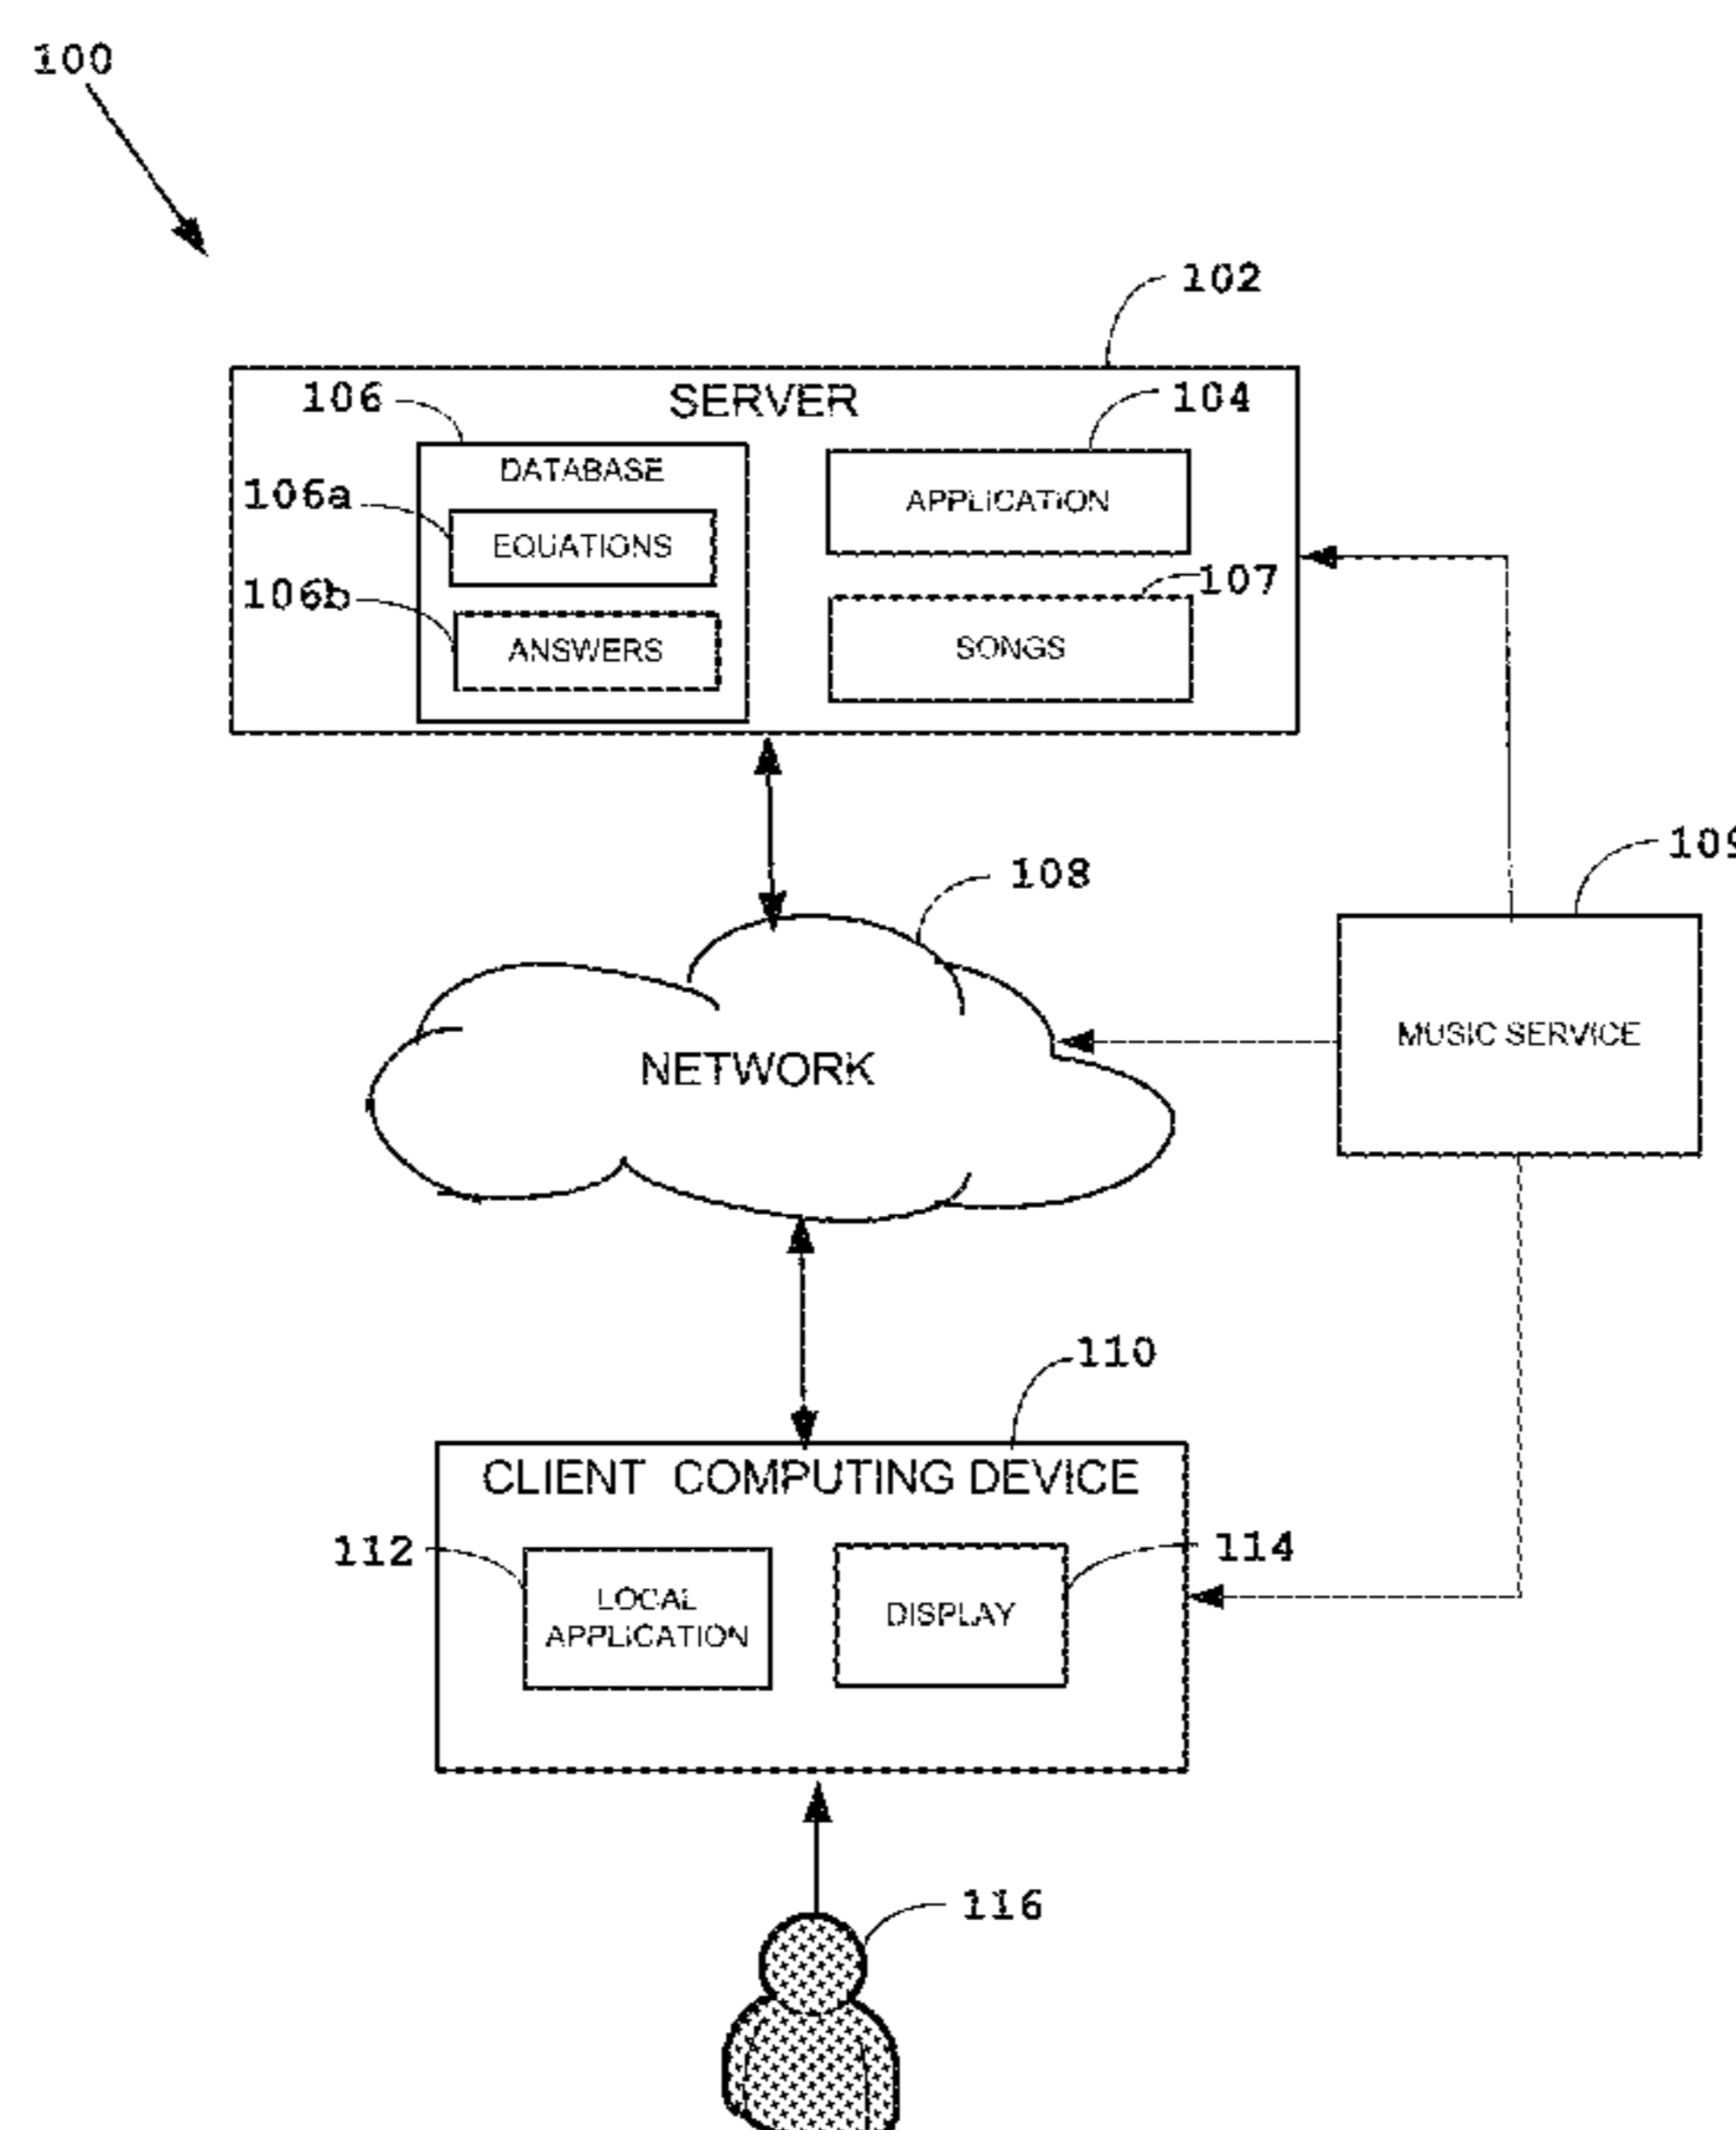 100
102
SERVER
106
104
DATABASE
106a
APPLICATION
EQUATIONS
107
106b
SONGS
ANSWERS
109
108
MUSIC SERVICE
NETWORK
110
CLIENT COMPUTING DEVICE
112
114
LOCAL
APPLICATION
DISPLAY
116